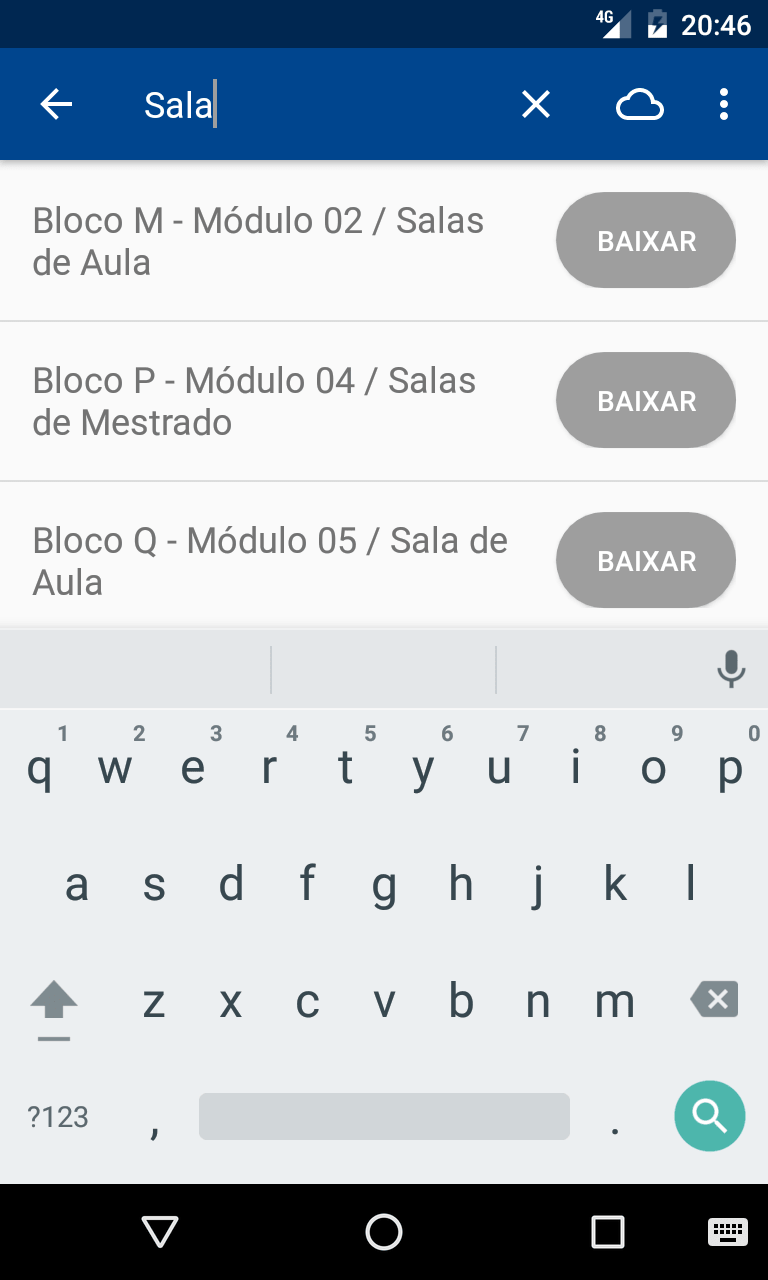 4G 20:46
Sala
Bloco M - Módulo 02 / Salas
de Aula
BAIXAR
Bloco P - Módulo 04 / Salas
de Mestrado
BAIXAR
Bloco Q - Módulo 05 / Sala de
Aula
BAIXAR
1 2 3 4 5 6 7 8 9 0
q w e r t y u i o p
a s d f g h j k l
z x c v b n m
?123 , .